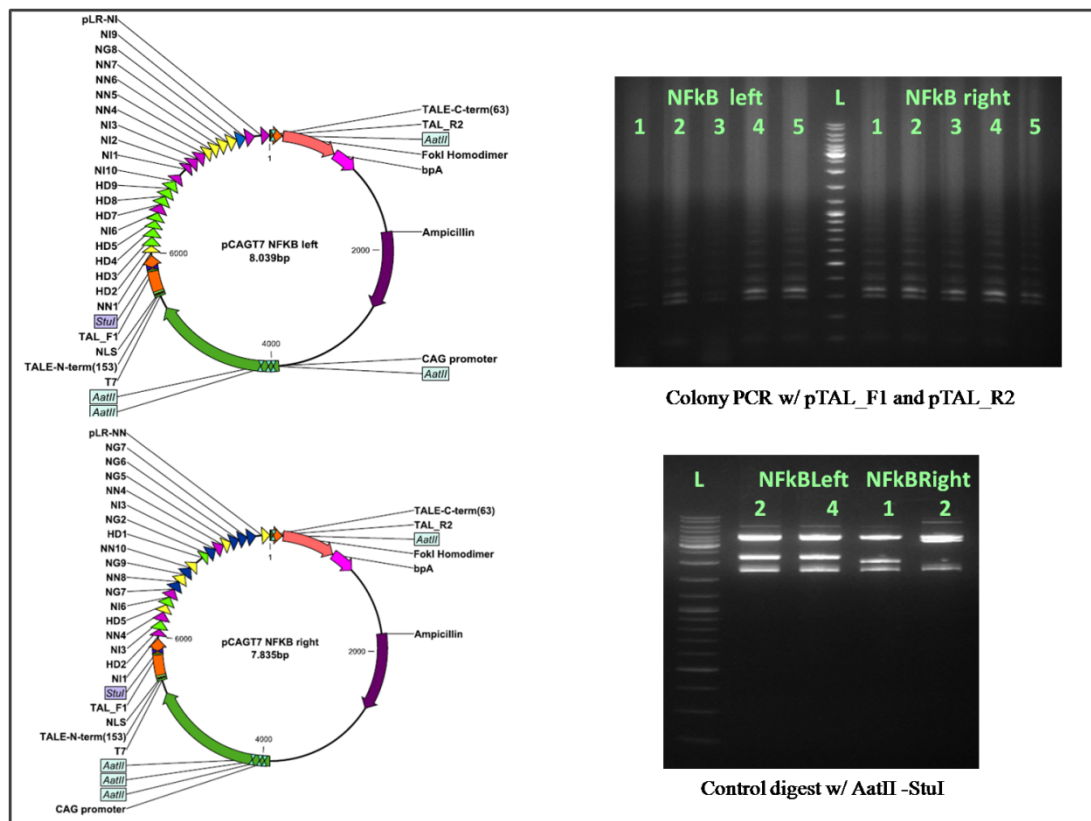 pLR-NI
NI9
NG8
NN7
NN6
NN5
NN4
NI3
NI2
NI1
NI10
HD9
HD8
HD7
NI6
HD5
HD4
HD3
HD2
NN1
StuI
TAL_F1
NLS
TALE-N-term(153)
T7
AatII
AatII
TALE-C-term(63)
TAL_R2
AatII
FokI Homodimer
bpA
Ampicillin
CAG promoter
AatII
1
2000
4000
6000
pCAGT7 NFKB left
8.039bp
NFkB left L NFkB right
1 2 3 4 5 1 2 3 4 5
Colony PCR w/ pTAL_F1 and pTAL_R2
pLR-NN
NG7
NG6
NG5
NN4
NI3
NG2
HD1
NN10
NG9
NN8
NG7
NI6
HD5
NN4
NI3
HD2
NI1
StuI
TAL_F1
NLS
TALE-N-term(153)
T7
AatII
AatII
AatII
CAG promoter
TALE-C-term(63)
TAL_R2
AatII
FokI Homodimer
bpA
Ampicillin
1
2000
4000
6000
pCAGT7 NFKB right
7.835bp
L NFkBLeft NFkBRight
2 4 1 2
Control digest w/ AatII -StuI